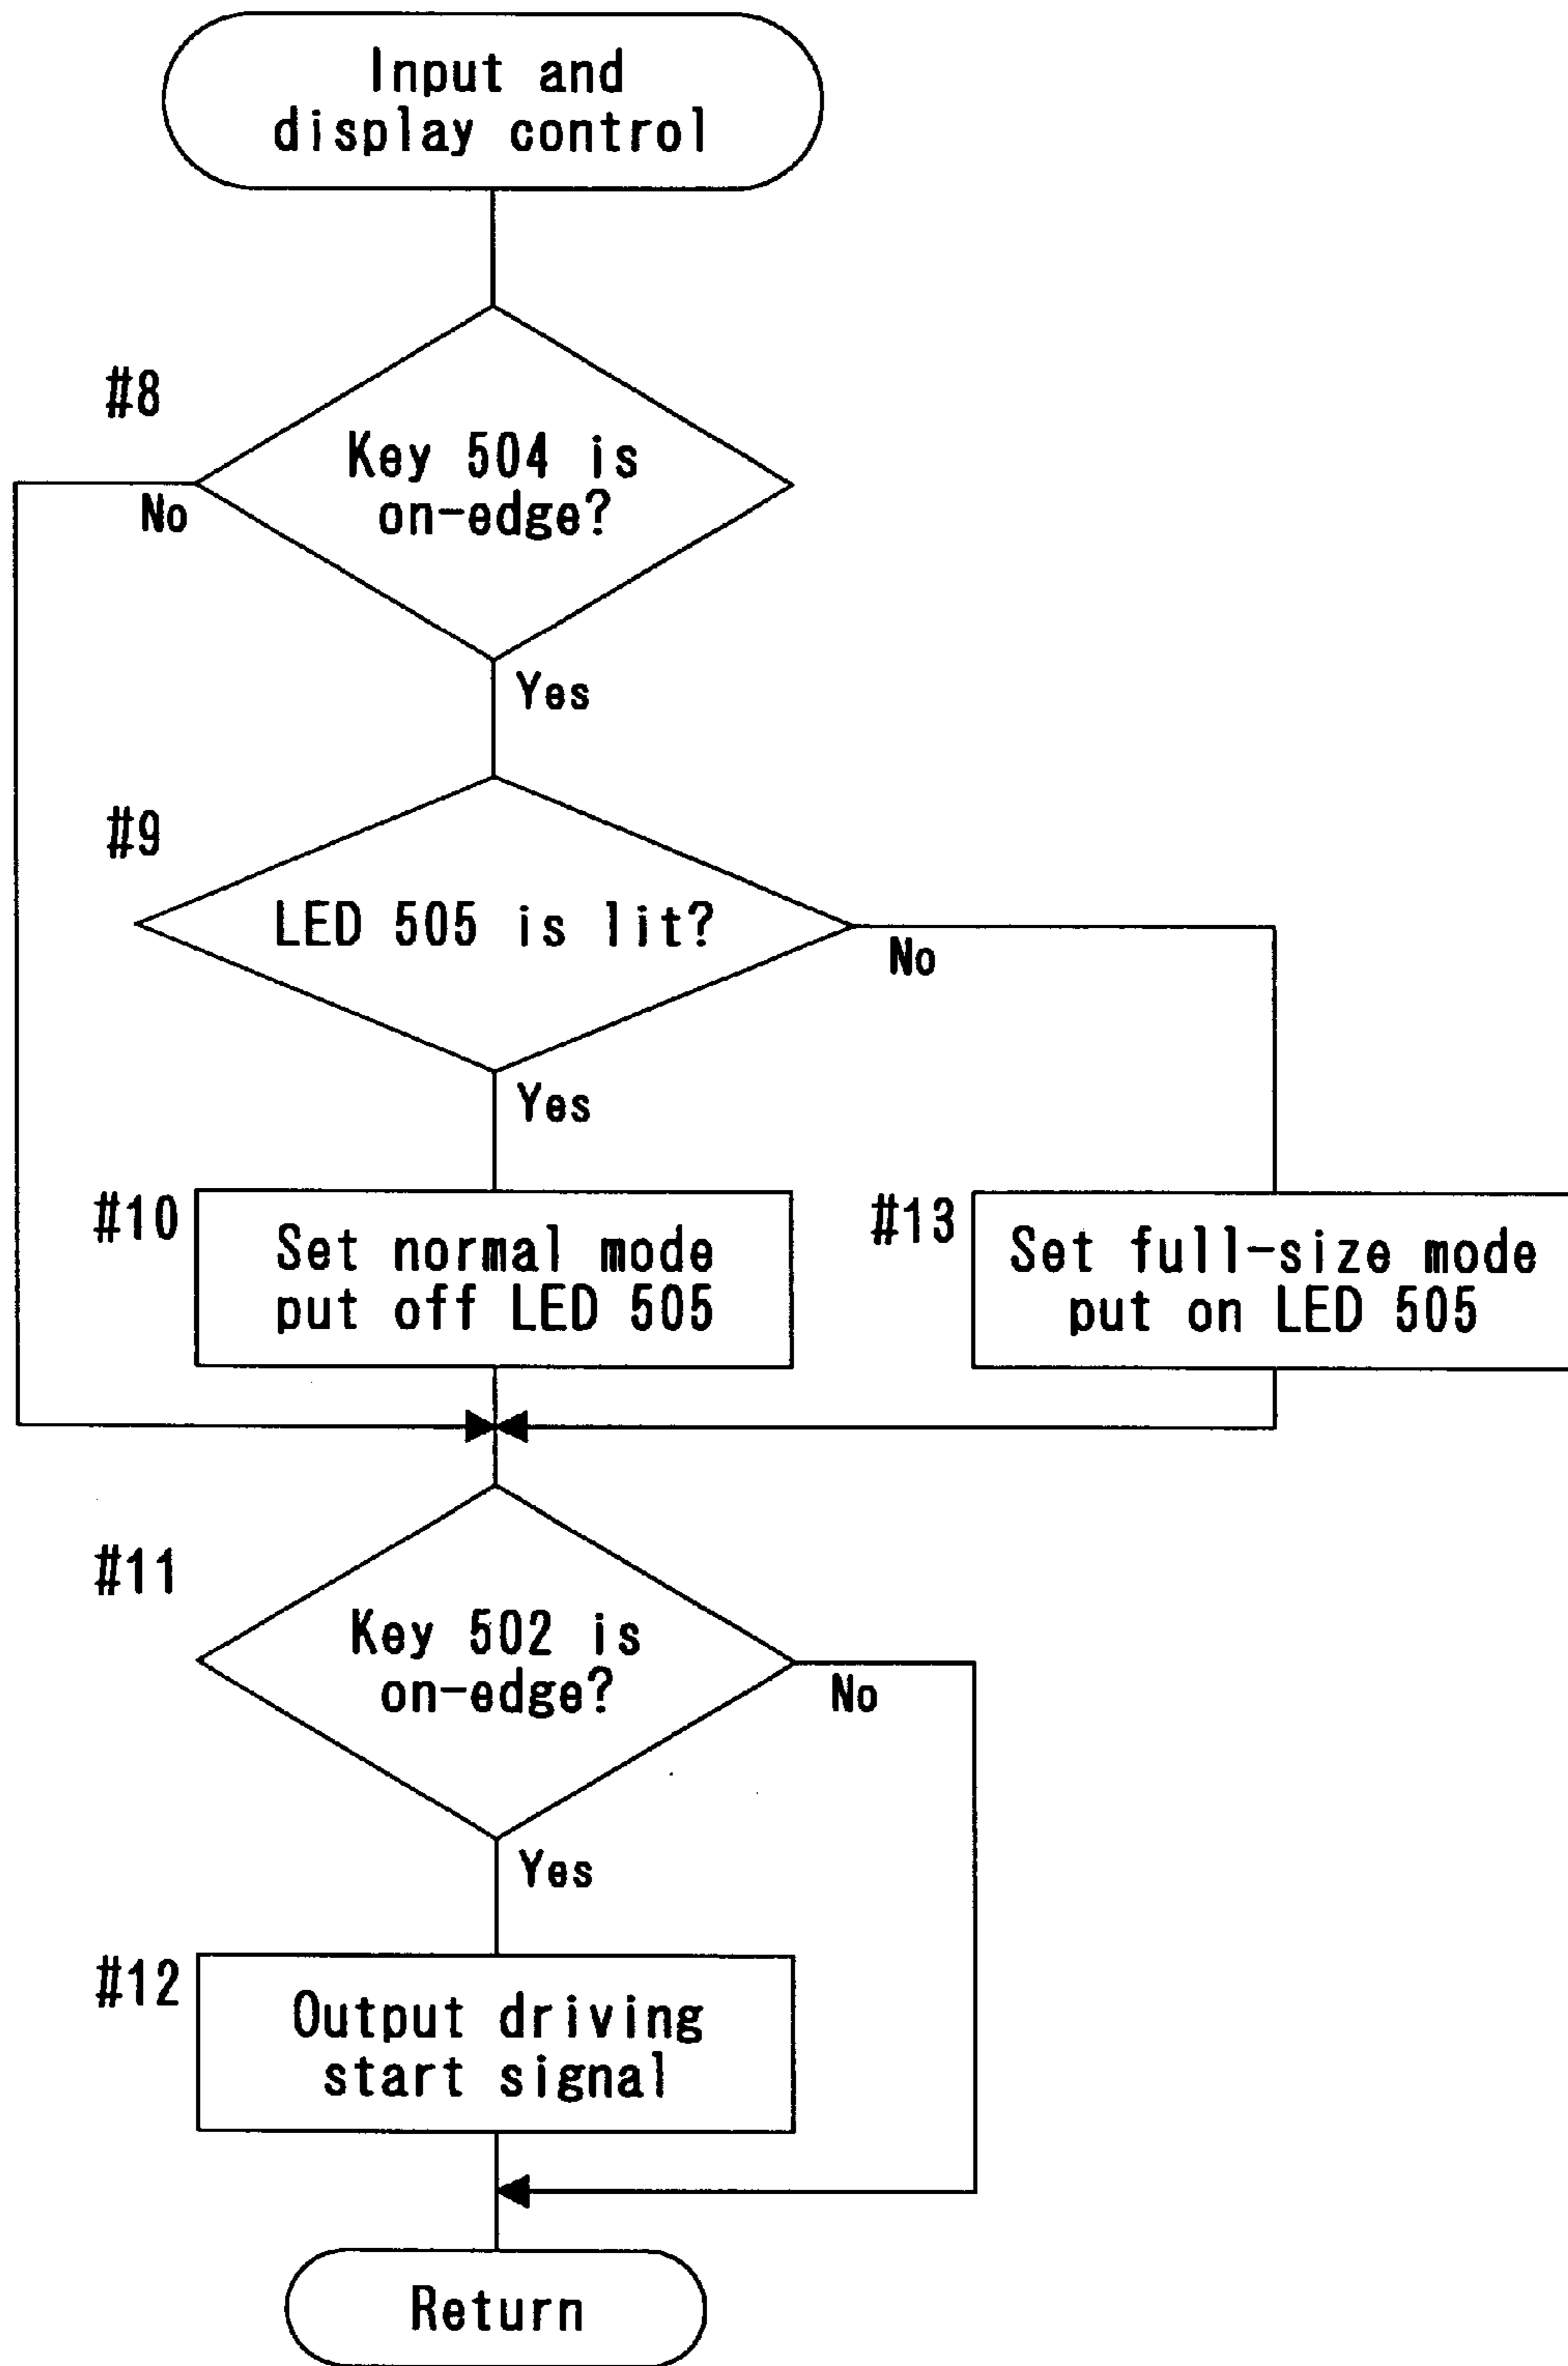 Input and
display control
#8
Key 504 is
on-edge?
No
Yes
#9
LED 505 is lit?
No
Yes
#10
Set normal mode
put off LED 505
#13
Set full-size mode
put on LED 505
#11
Key 502 is
on-edge?
No
Yes
#12
Output driving
start signal
Return